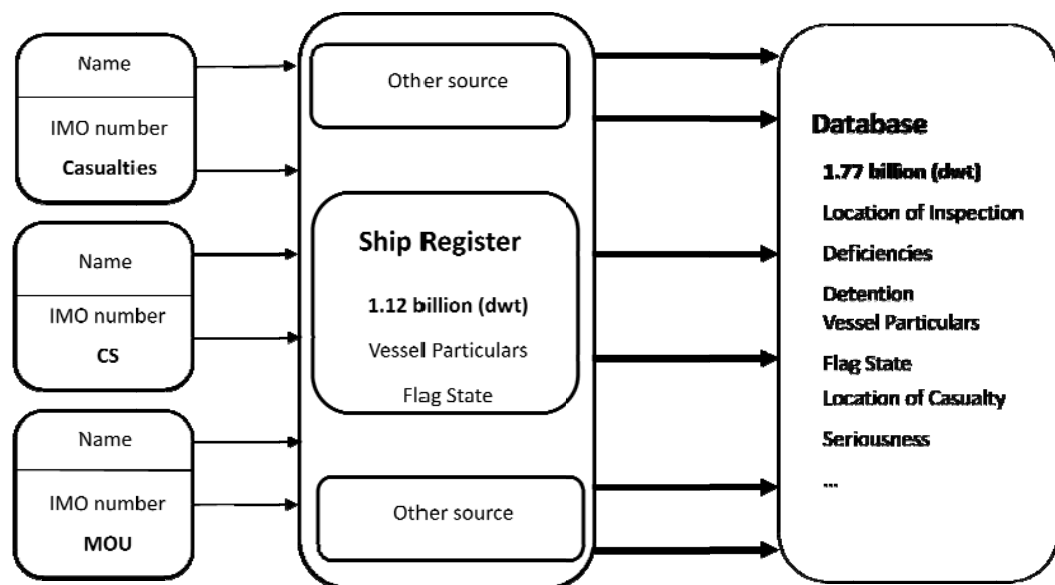 Name
IMO number
Casualties
Name
IMO number
CS
Name
IMO number
MOU
Other source
Ship Register
1.12 billion (dwt)
Vessel Particulars
Flag State
Other source
Database
1.77 billion (dwt)
Location of Inspection
Deficiencies
Detention
Vessel Particulars
Flag State
Location of Casualty
Seriousness
...